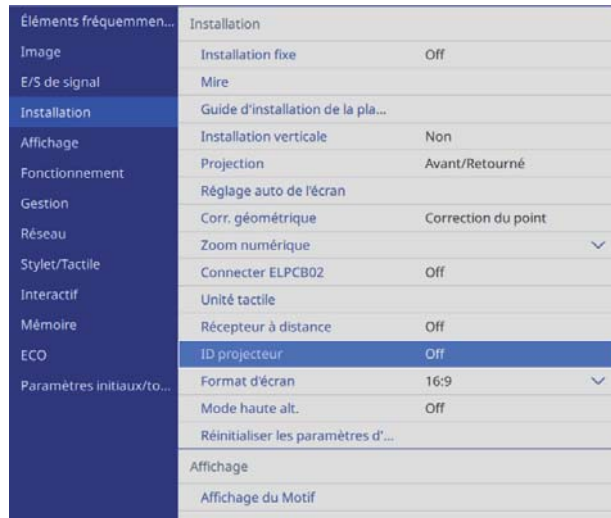 Éléments fréquemmen...
Image
E/S de signal
Installation
Affichage
Fonctionnement
Gestion
Réseau
Stylet/Tactile
Interactif
Mémoire
ECO
Paramètres initiaux/to...
Installation
Installation fixe Off
Mire
Guide d'installation de la pla...
Installation verticale Non
Projection Avant/Retourné
Réglage auto de l'écran
Corr. géométrique Correction du point
Zoom numérique
Connecter ELPCB02 Off
Unité tactile
Récepteur à distance Off
ID projecteur Off
Format d'écran 16:9
Mode haute alt. Off
Réinitialiser les paramètres d'...
Affichage
Affichage du Motif